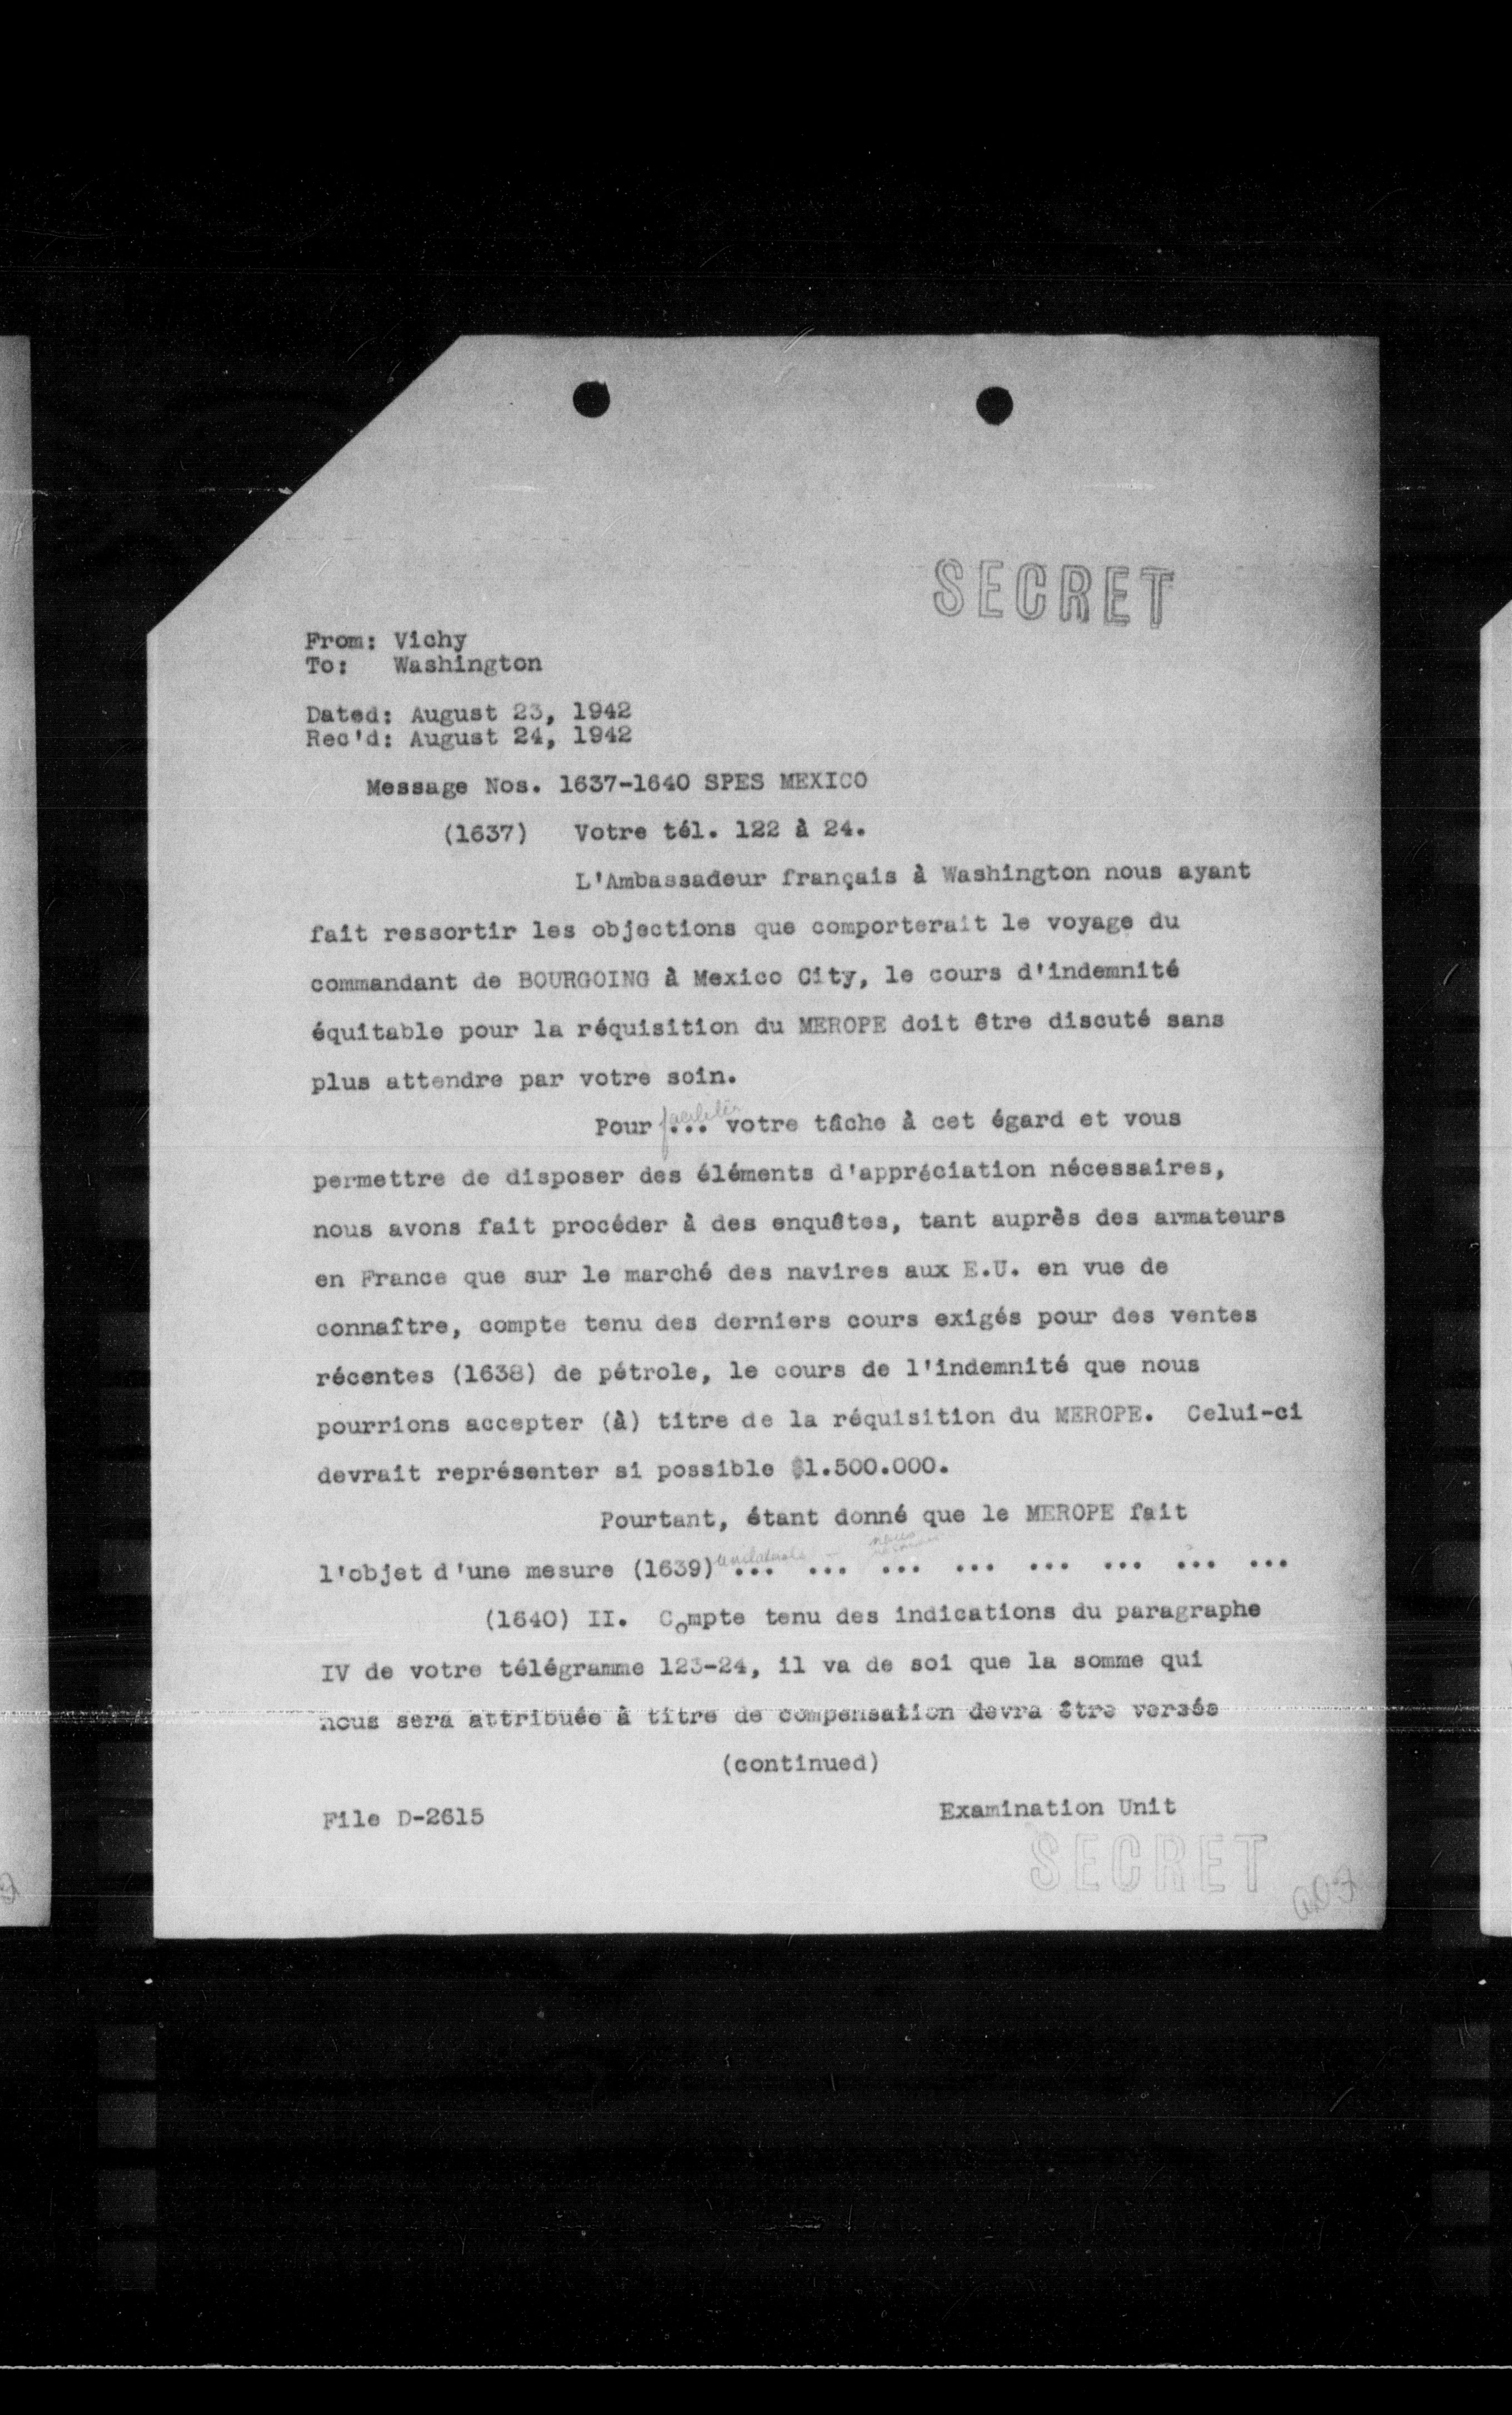 SECRET
From: Vichy
To: Washington
Dated: August 23, 1942
Rec'd: August 24, 1942
Message Nos. 1637-1640 SPES MEXICO
(1637) Votre tél. 122 à 24.
L'Ambassadeur français à Washington nous ayant
fait ressortir les objections que comporterait le voyage du
commandant de BOURGOING à Mexico City, le cours d'indemnité
équitable pour la réquisition du MEROPE doit être discuté sans
plus attendre par votre soin.
faciliter
Pour ... votre tâche à cet égard et vous
permettre de disposer des éléments d'appréciation nécessaires,
nous avons fait procéder à des enquêtes, tant auprès des armateurs
en France que sur le marché des navires aux E.U. en vue de
connaître, compte tenu des derniers cours exigés pour des ventes
récentes (1638) de pétrole, le cours de l'indemnité que nous
pourrions accepter (à) titre de la réquisition du MEROPE. Celui-ci
devrait représenter si possible $1.500.000.
Pourtant, étant donné que le MEROPE fait
unilatérale nous
l'objet d'une mesure (1639) ... ... ... ... ... ... ... ...
(1640) II. Compte tenu des indications du paragraphe
IV de votre télégramme 123-24, il va de soi que la somme qui
nous sera attribuée à titre de compensation devra être versée
(continued)
File D-2615 Examination Unit
SECRET